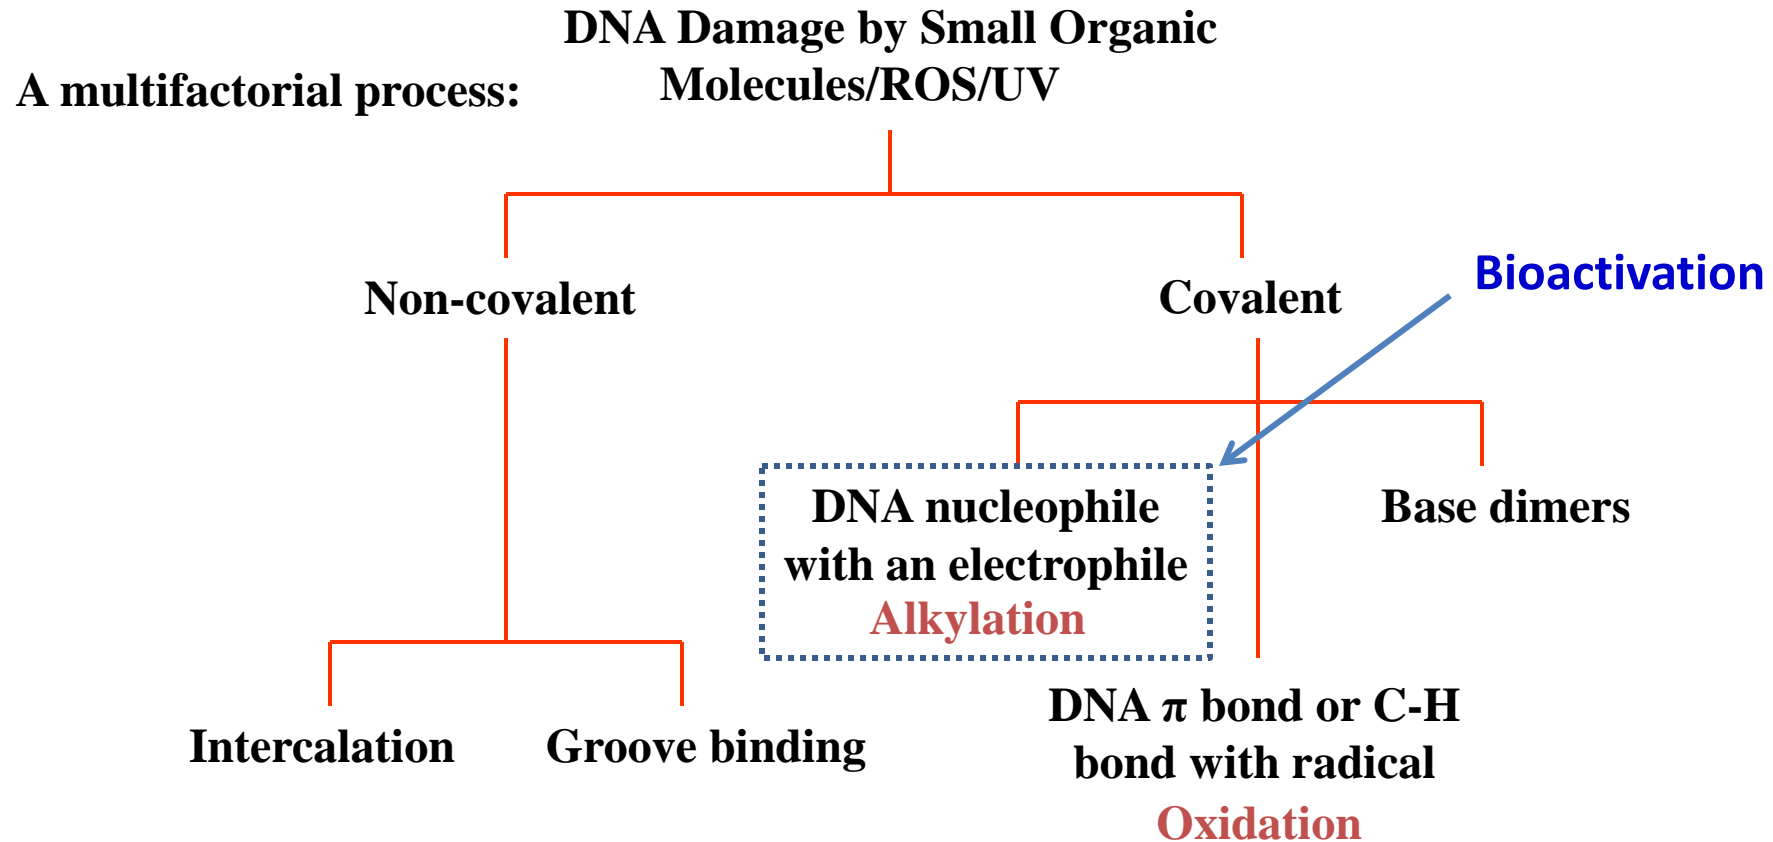 DNA Damage by Small Organic
Molecules/ROS/UV
A multifactorial process:
Non-covalent
Covalent
Bioactivation
DNA nucleophile
with an electrophile
Alkylation
Base dimers
Intercalation
Groove binding
DNA π bond or C-H
bond with radical
Oxidation